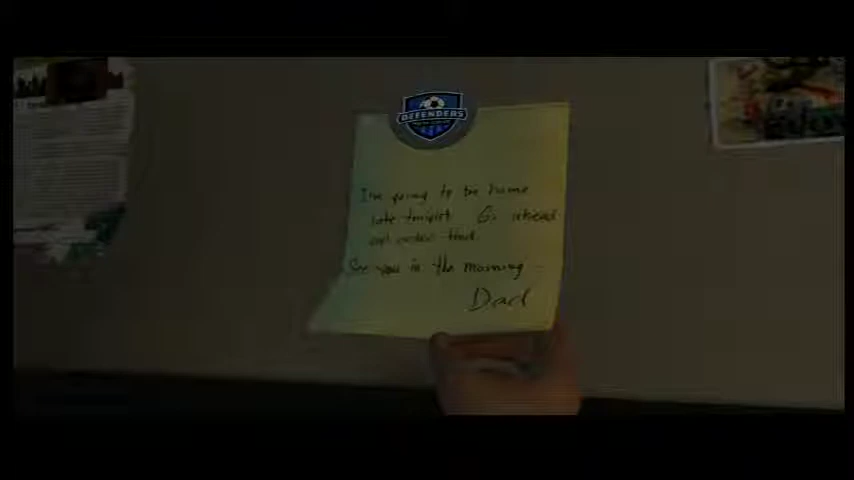 DEFENDERS
I'm going to be home
late tonight. Go ahead
and order food.
See you in the morning -
Dad